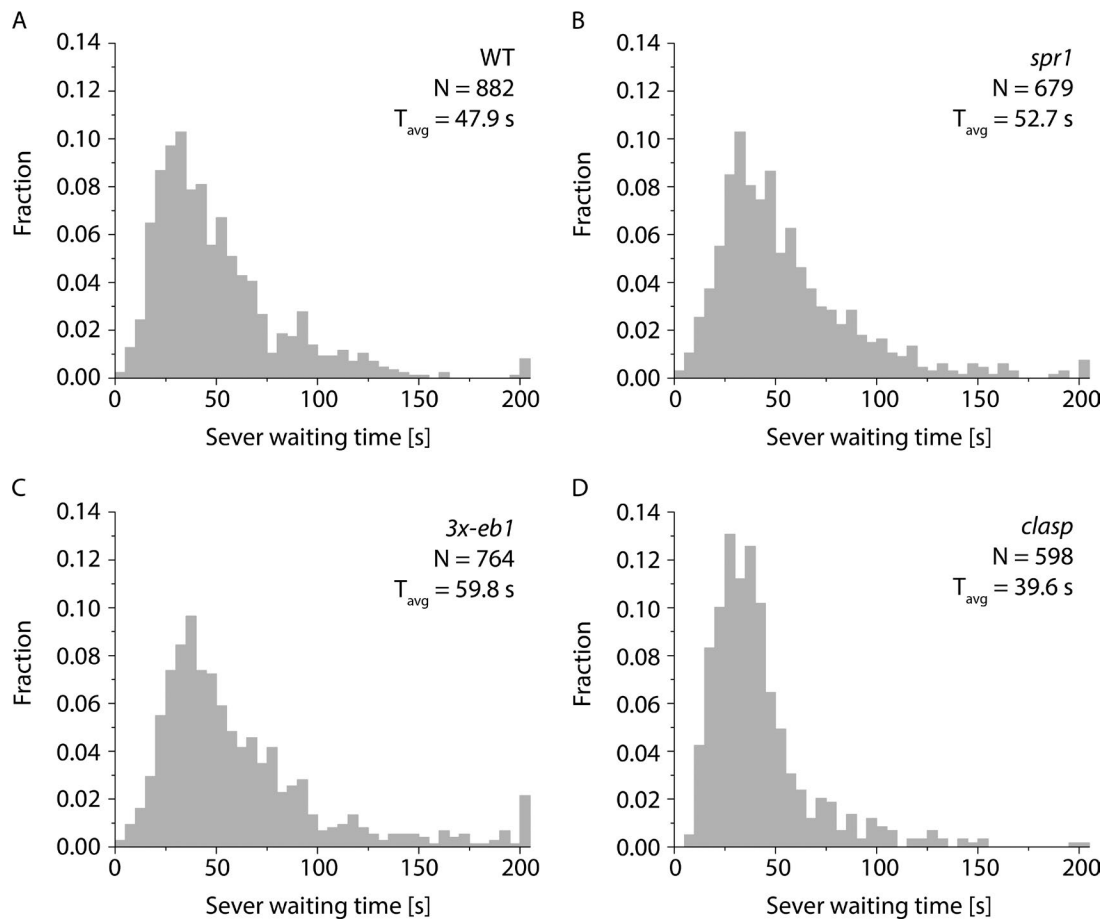 A
WT
N = 882
Tavg = 47.9 s
0.14
0.12
0.10
0.08
0.06
0.04
0.02
0.00
Fraction
0 50 100 150 200
Sever waiting time [s]
B
spr1
N = 679
Tavg = 52.7 s
0.14
0.12
0.10
0.08
0.06
0.04
0.02
0.00
Fraction
0 50 100 150 200
Sever waiting time [s]
C
3x-eb1
N = 764
Tavg = 59.8 s
0.14
0.12
0.10
0.08
0.06
0.04
0.02
0.00
Fraction
0 50 100 150 200
Sever waiting time [s]
D
clasp
N = 598
Tavg = 39.6 s
0.14
0.12
0.10
0.08
0.06
0.04
0.02
0.00
Fraction
0 50 100 150 200
Sever waiting time [s]